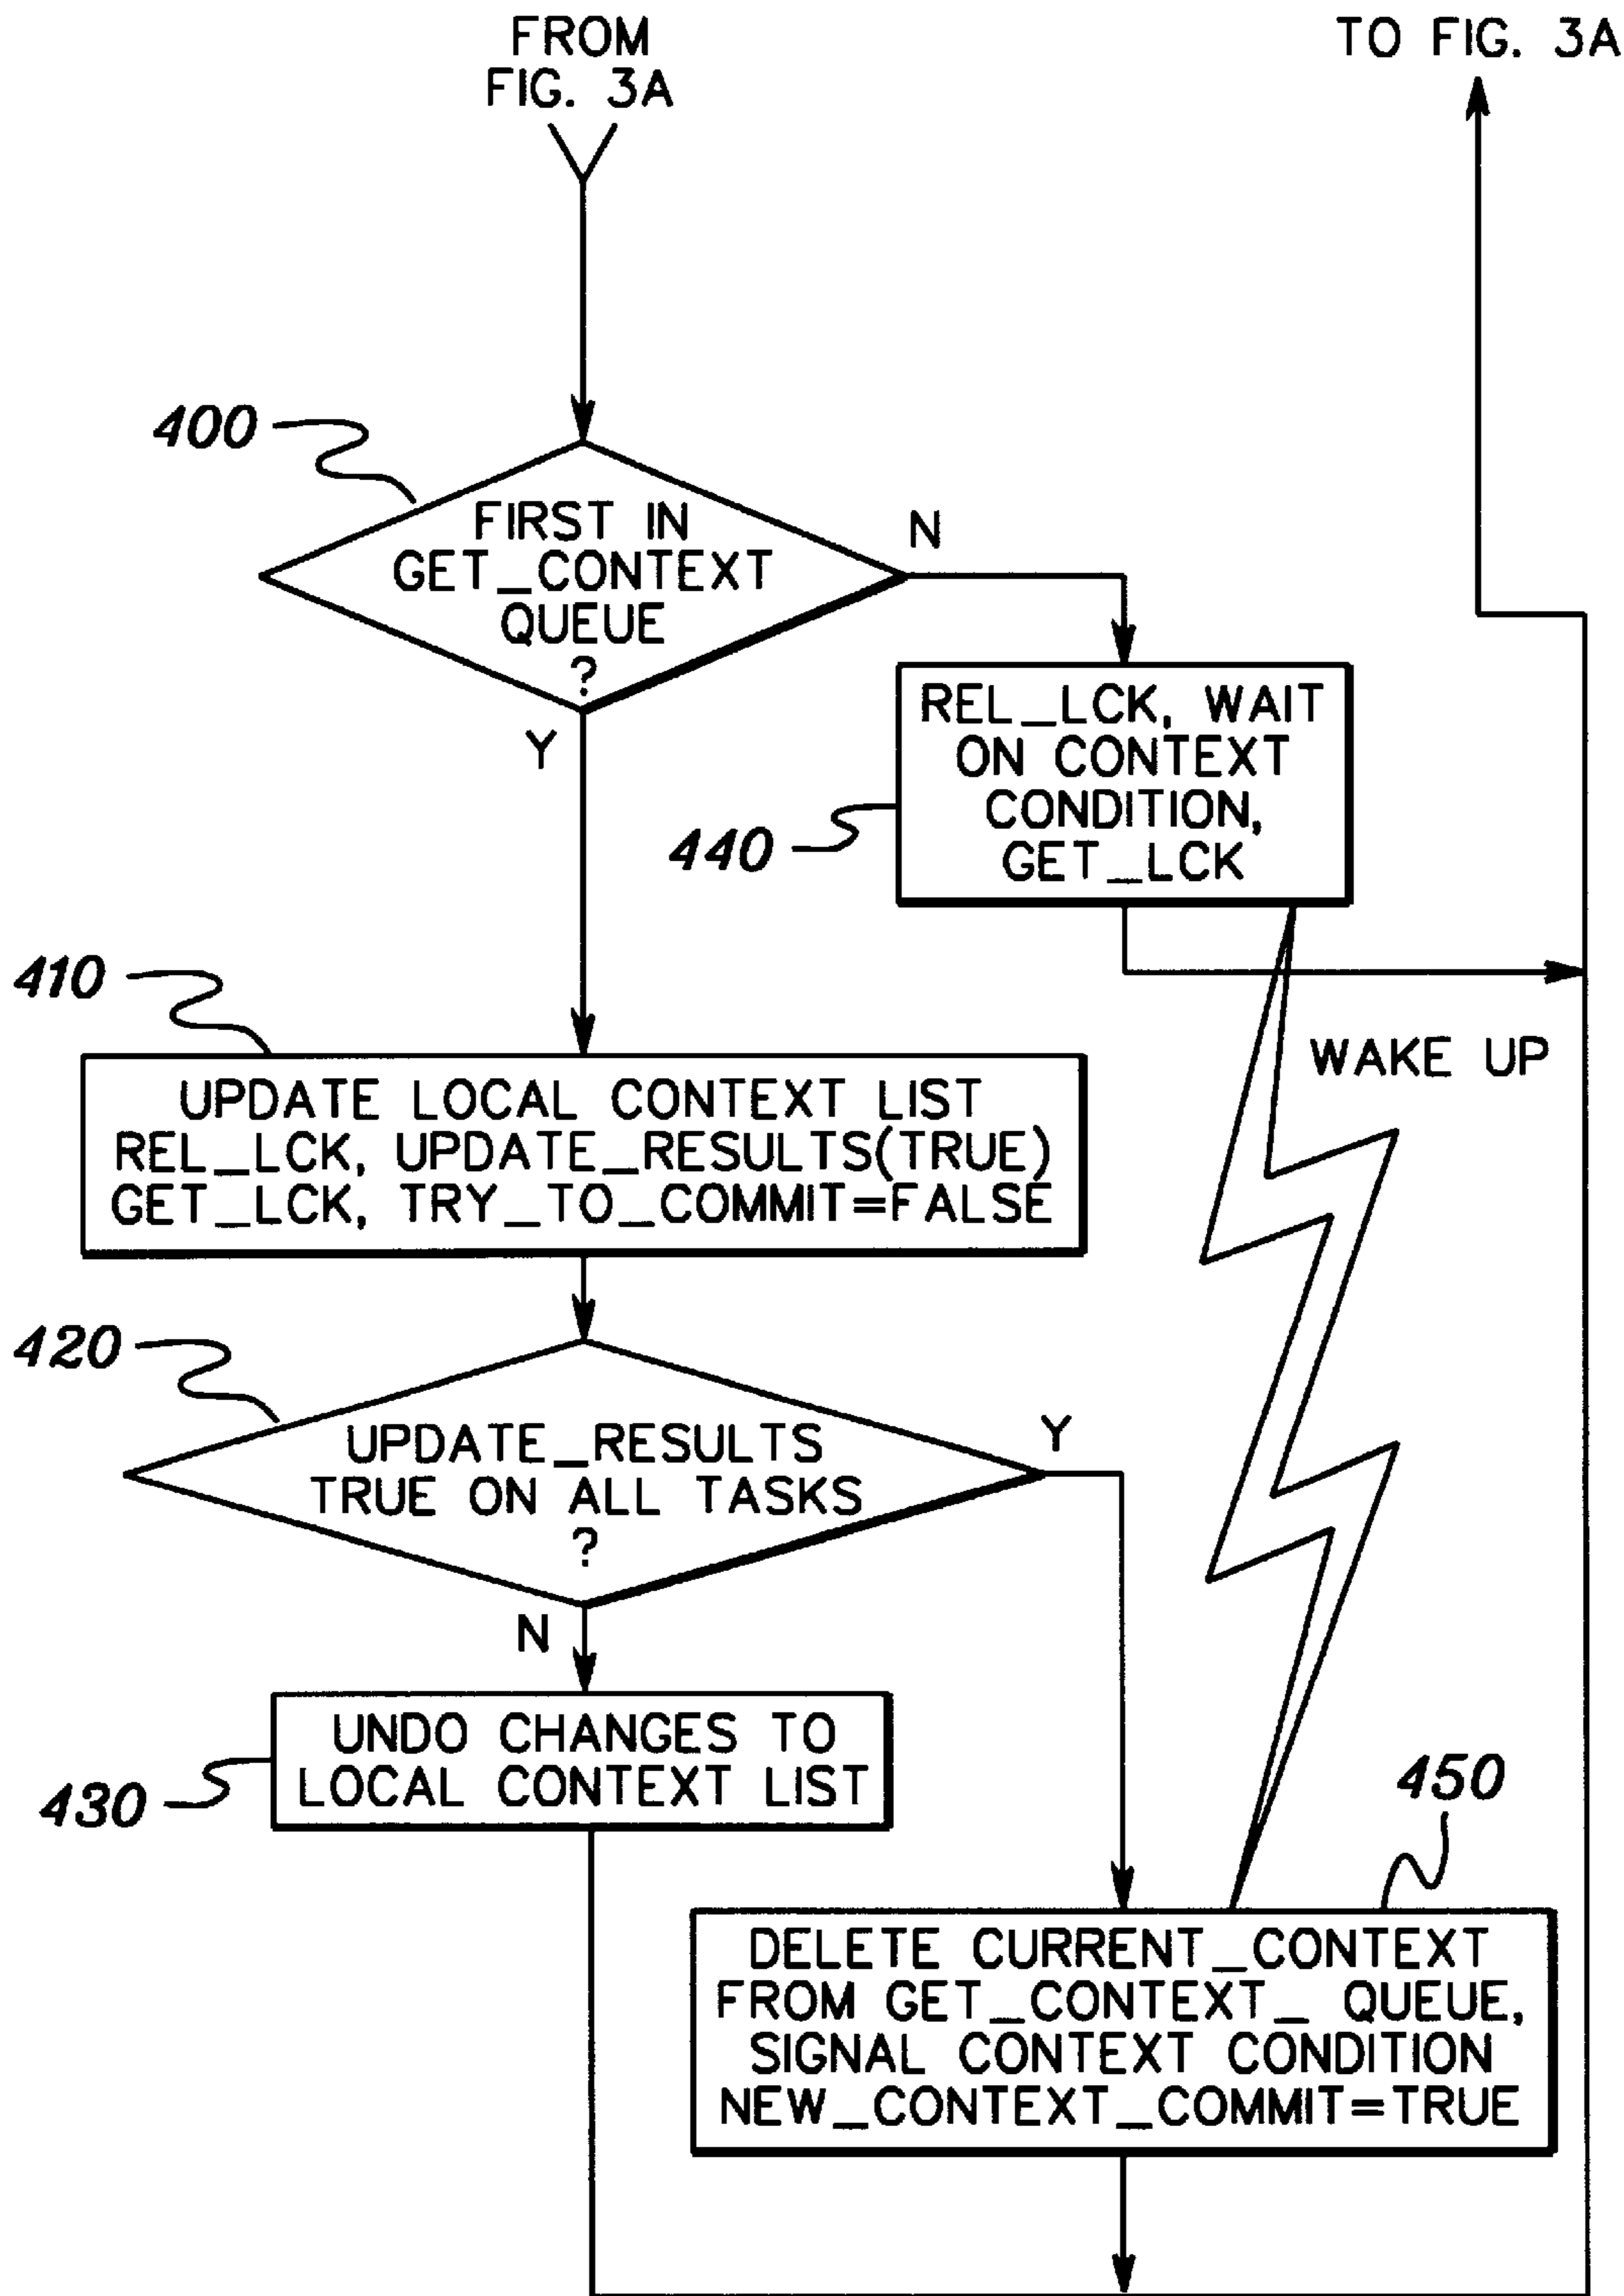 FROM
FIG. 3A
TO FIG. 3A
400
FIRST IN
GET_CONTEXT
QUEUE
?
N
Y
REL_LCK, WAIT
ON CONTEXT
CONDITION,
GET_LCK
440
410
WAKE UP
UPDATE LOCAL CONTEXT LIST
REL_LCK, UPDATE_RESULTS(TRUE)
GET_LCK, TRY_TO_COMMIT=FALSE
420
UPDATE_RESULTS
TRUE ON ALL TASKS
?
Y
N
UNDO CHANGES TO
LOCAL CONTEXT LIST
430
450
DELETE CURRENT_CONTEXT
FROM GET_CONTEXT_ QUEUE,
SIGNAL CONTEXT CONDITION
NEW_CONTEXT_COMMIT=TRUE